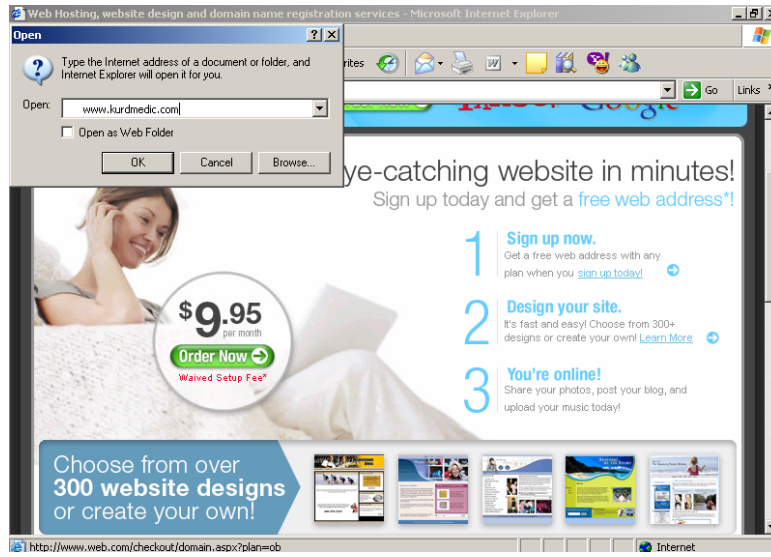 Web Hosting, website design and domain name registration services - Microsoft Internet Explorer
Open
Type the Internet address of a document or folder, and
Internet Explorer will open it for you.
Open: www.kurdmedic.com
Open as Web Folder
OK Cancel Browse...
rites
Go Links
YAHOO! Google
ye-catching website in minutes!
Sign up today and get a free web address*!
1 Sign up now.
Get a free web address with any
plan when you sign up today!
2 Design your site.
It's fast and easy! Choose from 300+
designs or create your own! Learn More
3 You're online!
Share your photos, post your blog, and
upload your music today!
$9.95
per month
Order Now
Waived Setup Fee*
Choose from over
300 website designs
or create your own!
http://www.web.com/checkout/domain.aspx?plan=ob
Internet